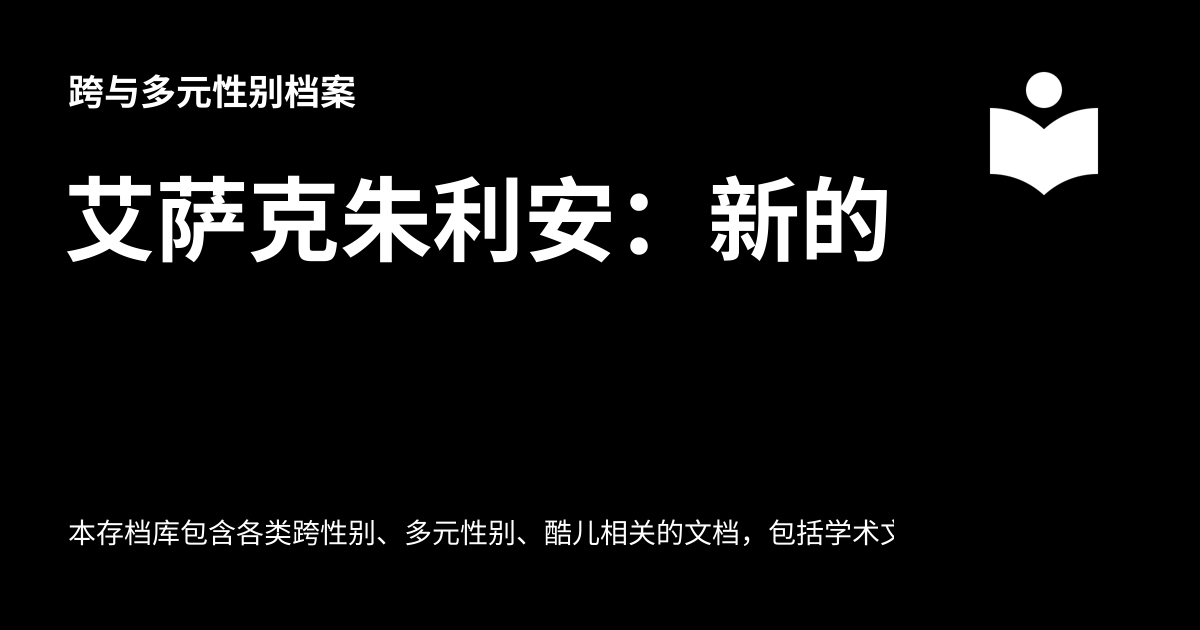 跨与多元性别档案
艾萨克朱利安：新的
本存档库包含各类跨性别、多元性别、酷儿相关的文档，包括学术